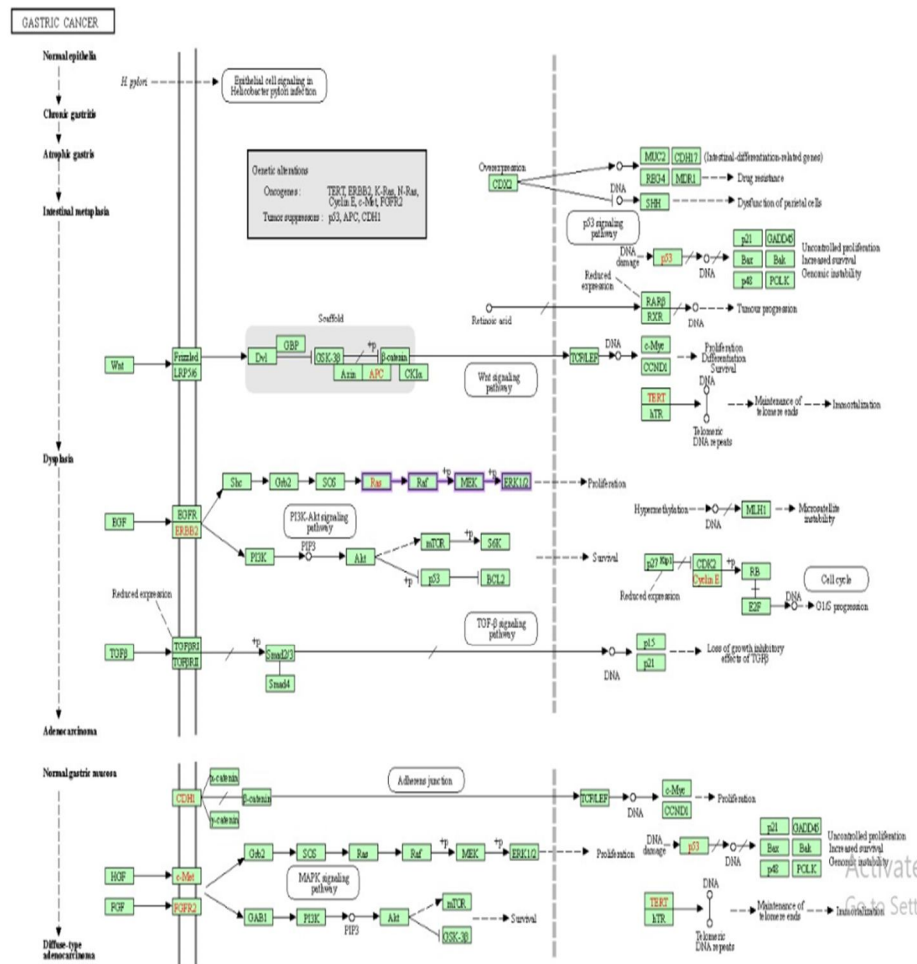 GASTRIC CANCER
Normal epithelia
H. pylori
Epithelial cell signaling in
Helicobacter pylori infection
Chronic gastritis
Atrophic gastris
Intestinal metaplasia
Genetic alterations
Oncogenes : TERT, ERBB2, K-Ras, N-Ras,
Cyclin E, c-Met, FGFR2
Tumor suppressors : p53, APC, CDH1
Overexpression
CDX2
MUC2 CDH17 (Intestinal-differentiation-related genes)
REG4 MDR1 Drug resistance
DNA
SHH Dysfunction of parietal cells
p53 signaling
pathway
DNA
damage
p53
DNA
p21 GADD45
Bax Bak
p48 POLK
Uncontrolled proliferation
Increased survival
Genomic instability
Reduced
expression
Retinoic acid
RARβ
RXR
DNA
Tumour progression
Scaffold
Wnt
Frizzled
LRP5/6
Dvl
GBP
GSK-3β
+p
β-catenin
Axin
APC
CKIα
Wnt signaling
pathway
TCF/LEF
DNA
c-Myc
CCND1
Proliferation
Differentiation
Survival
TERT
hTR
DNA
Telomeric
DNA repeats
Maintenance of
telomere ends
Immortalization
Dysplasia
Shc Grb2 SOS Ras Raf +p MEK +p ERK1/2 Proliferation
EGF
EGFR
ERBB2
PI3K-Akt signaling
pathway
PI3K
PIP3
Akt
mTOR +p S6K
Survival
+p p53 BCL2
Hypermethylation
DNA
MLH1
Microsatellite
instability
p27 Kip1
CDK2
Cyclin E
+p
RB
Reduced expression
E2F
DNA
G1/S progression
Cell cycle
Reduced expression
TGFβ
TGFβRI
TGFβRII
+p
Smad2/3
Smad4
TGF-β signaling
pathway
DNA
p15
p21
Loss of growth inhibitory
effects of TGFβ
Adenocarcinoma
Normal gastric mucosa
CDH1
α-catenin
β-catenin
γ-catenin
Adherens junction
TCF/LEF
DNA
c-Myc
CCND1
Proliferation
HGF
c-Met
FGF
FGFR2
Grb2 SOS Ras Raf +p MEK +p ERK1/2 Proliferation
MAPK signaling
pathway
GAB1 PI3K PIP3 Akt
mTOR
GSK-3β
Survival
DNA
damage
p53
DNA
p21 GADD45
Bax Bak
p48 POLK
Uncontrolled proliferation
Increased survival
Genomic instability
TERT
hTR
DNA
Telomeric
DNA repeats
Maintenance of
telomere ends
Immortalization
Diffuse-type
adenocarcinoma
Activate
Go to Sett